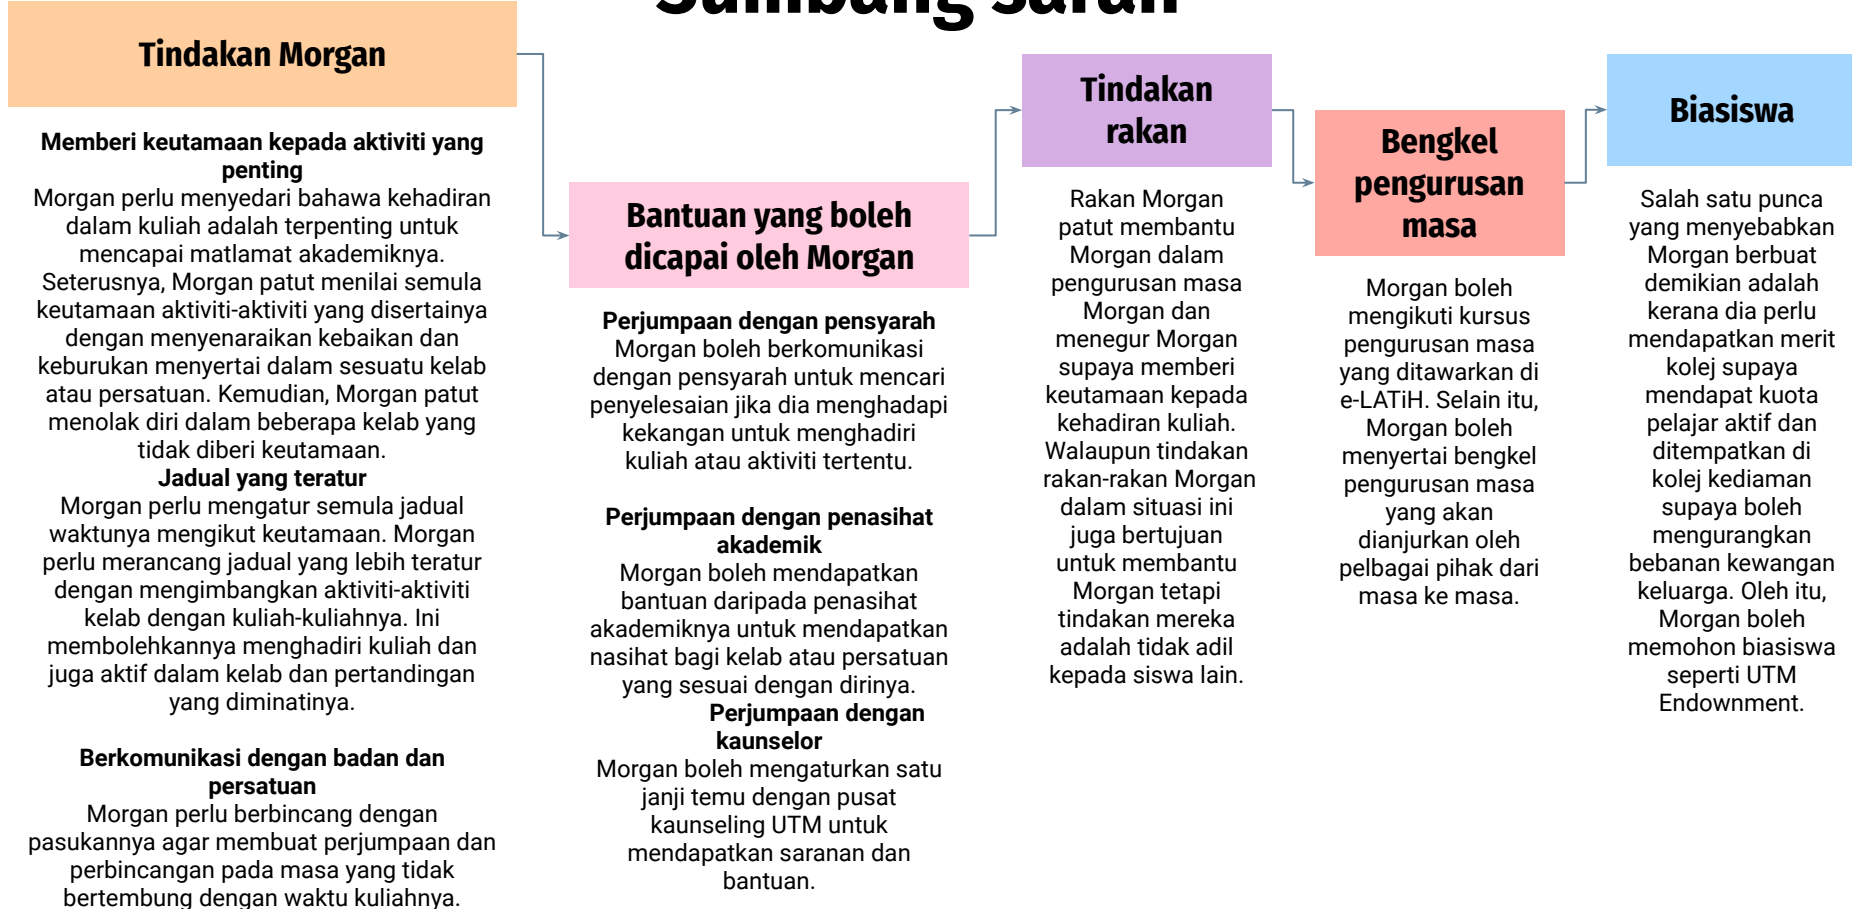 Sumbang saran
Tindakan Morgan
Memberi keutamaan kepada aktiviti yang
penting
Morgan perlu menyedari bahawa kehadiran
dalam kuliah adalah terpenting untuk
mencapai matlamat akademiknya.
Seterusnya, Morgan patut menilai semula
keutamaan aktiviti-aktiviti yang disertainya
dengan menyenaraikan kebaikan dan
keburukan menyertai dalam sesuatu kelab
atau persatuan. Kemudian, Morgan patut
menolak diri dalam beberapa kelab yang
tidak diberi keutamaan.
Jadual yang teratur
Morgan perlu mengatur semula jadual
waktunya mengikut keutamaan. Morgan
perlu merancang jadual yang lebih teratur
dengan mengimbangkan aktiviti-aktiviti
kelab dengan kuliah-kuliahnya. Ini
membolehkannya menghadiri kuliah dan
juga aktif dalam kelab dan pertandingan
yang diminatinya.
Berkomunikasi dengan badan dan
persatuan
Morgan perlu berbincang dengan
pasukannya agar membuat perjumpaan dan
perbincangan pada masa yang tidak
bertembung dengan waktu kuliahnya.
Bantuan yang boleh
dicapai oleh Morgan
Perjumpaan dengan pensyarah
Morgan boleh berkomunikasi
dengan pensyarah untuk mencari
penyelesaian jika dia menghadapi
kekangan untuk menghadiri
kuliah atau aktiviti tertentu.
Perjumpaan dengan penasihat
akademik
Morgan boleh mendapatkan
bantuan daripada penasihat
akademiknya untuk mendapatkan
nasihat bagi kelab atau persatuan
yang sesuai dengan dirinya.
Perjumpaan dengan
kaunselor
Morgan boleh mengaturkan satu
janji temu dengan pusat
kaunseling UTM untuk
mendapatkan saranan dan
bantuan.
Tindakan
rakan
Rakan Morgan
patut membantu
Morgan dalam
pengurusan masa
Morgan dan
menegur Morgan
supaya memberi
keutamaan kepada
kehadiran kuliah.
Walaupun tindakan
rakan-rakan Morgan
dalam situasi ini
juga bertujuan
untuk membantu
Morgan tetapi
tindakan mereka
adalah tidak adil
kepada siswa lain.
Bengkel
pengurusan
masa
Morgan boleh
mengikuti kursus
pengurusan masa
yang ditawarkan di
e-LATiH. Selain itu,
Morgan boleh
menyertai bengkel
pengurusan masa
yang akan
dianjurkan oleh
pelbagai pihak dari
masa ke masa.
Biasiswa
Salah satu punca
yang menyebabkan
Morgan berbuat
demikian adalah
kerana dia perlu
mendapatkan merit
kolej supaya
mendapat kuota
pelajar aktif dan
ditempatkan di
kolej kediaman
supaya boleh
mengurangkan
bebanan kewangan
keluarga. Oleh itu,
Morgan boleh
memohon biasiswa
seperti UTM
Endownment.